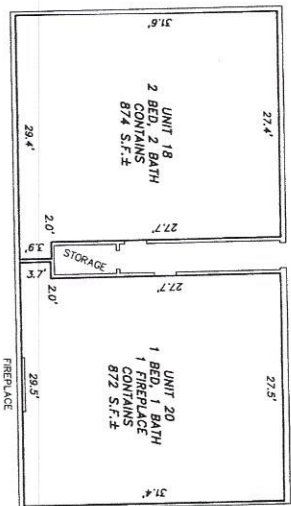 31.6'
27.4'
UNIT 18
2 BED, 2 BATH
CONTAINS
874 S.F.±
29.4'
27.7'
2.0'
3.9'
STORAGE
3.7'
2.0'
27.7'
27.5'
UNIT 20
1 BED, 1 BATH
1 FIREPLACE
CONTAINS
872 S.F.±
29.5'
31.4'
FIREPLACE